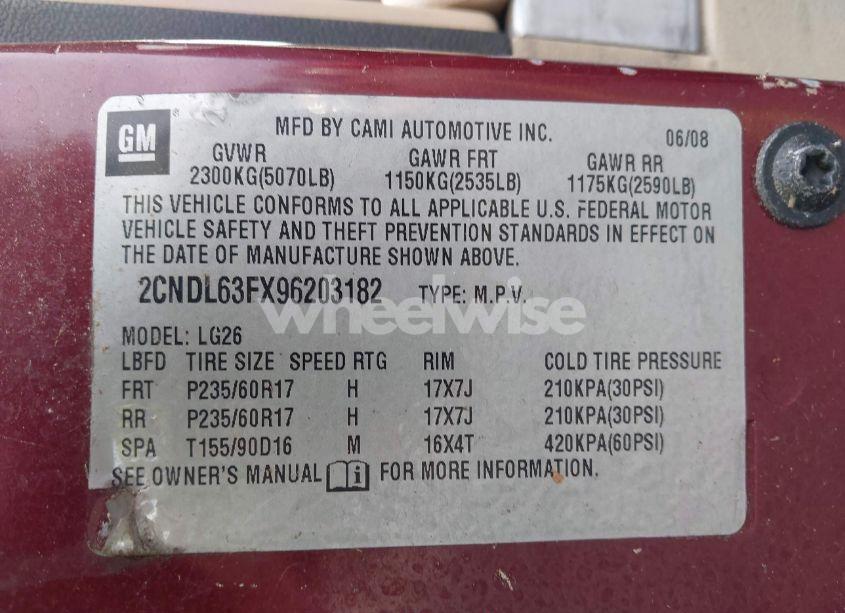 GM
MFD BY CAMI AUTOMOTIVE INC. 06/08
GVWR GAWR FRT GAWR RR
2300KG(5070LB) 1150KG(2535LB) 1175KG(2590LB)
THIS VEHICLE CONFORMS TO ALL APPLICABLE U.S. FEDERAL MOTOR
VEHICLE SAFETY AND THEFT PREVENTION STANDARDS IN EFFECT ON
THE DATE OF MANUFACTURE SHOWN ABOVE.
2CNDL63FX96203182 TYPE: M.P.V.
wheelwise
MODEL: LG26
LBFD TIRE SIZE SPEED RTG RIM COLD TIRE PRESSURE
FRT P235/60R17 H 17X7J 210KPA(30PSI)
RR P235/60R17 H 17X7J 210KPA(30PSI)
SPA T155/90D16 M 16X4T 420KPA(60PSI)
SEE OWNER'S MANUAL i FOR MORE INFORMATION.